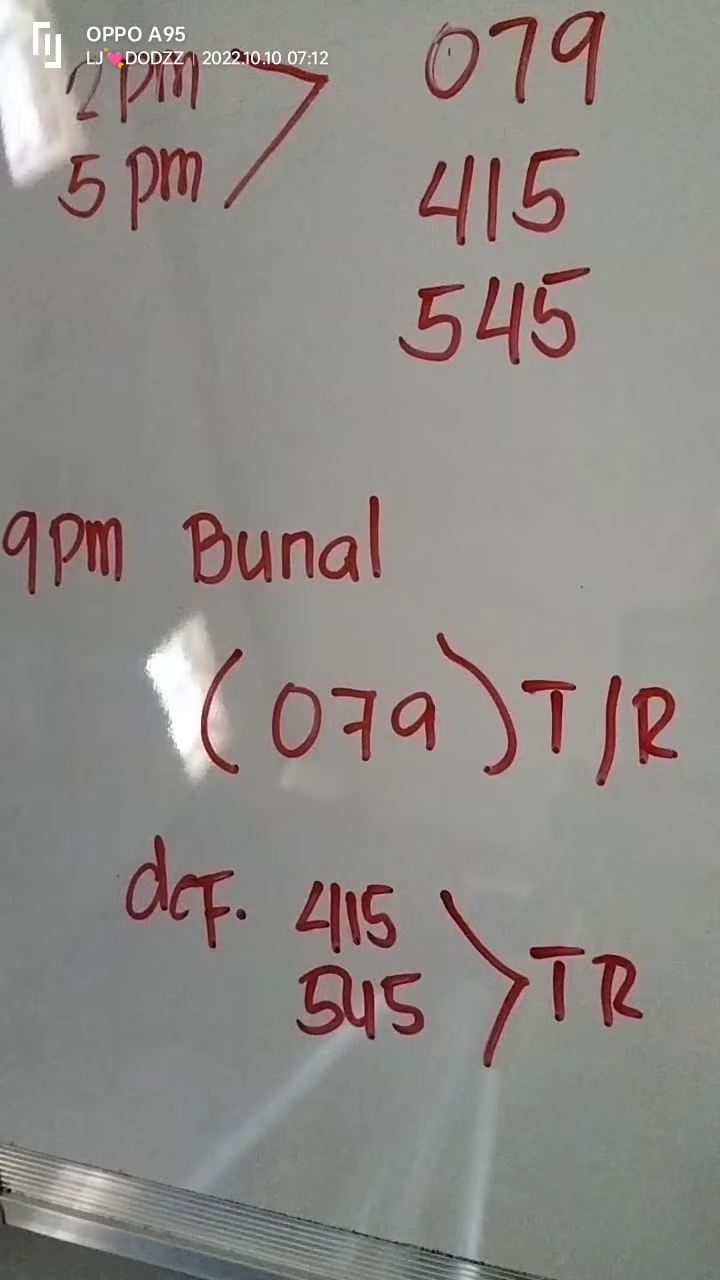 OPPO A95
LJ💘DODZZ | 2022.10.10 07:12
2pm 079
5pm 415
545
9pm Bunal
(079) T/R
def. 415
545 > TR